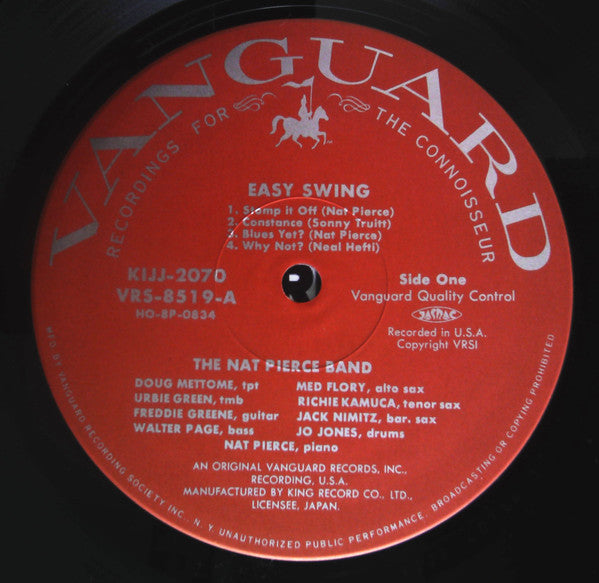 VANGUARD
RECORDINGS FOR THE CONNOISSEUR
EASY SWING
1. Stomp it Off (Nat Pierce)
2. Constance (Sonny Truitt)
3. Blues Yet? (Nat Pierce)
4. Why Not? (Neal Hefti)
KIJJ-2070
VRS-8519-A
HO-8P-0834
Side One
Vanguard Quality Control
JASRAC
Recorded in U.S.A.
Copyright VRSI
THE NAT PIERCE BAND
DOUG METTOME, tpt MED FLORY, alto sax
URBIE GREEN, tmb RICHIE KAMUCA, tenor sax
FREDDIE GREENE, guitar JACK NIMITZ, bar. sax
WALTER PAGE, bass JO JONES, drums
NAT PIERCE, piano
AN ORIGINAL VANGUARD RECORDS, INC.,
RECORDING, U.S.A.
MANUFACTURED BY KING RECORD CO., LTD.,
LICENSEE, JAPAN.
MFD. BY VANGUARD RECORDING SOCIETY INC., N. Y. UNAUTHORIZED PUBLIC PERFORMANCE, BROADCASTING OR COPYING PROHIBITED